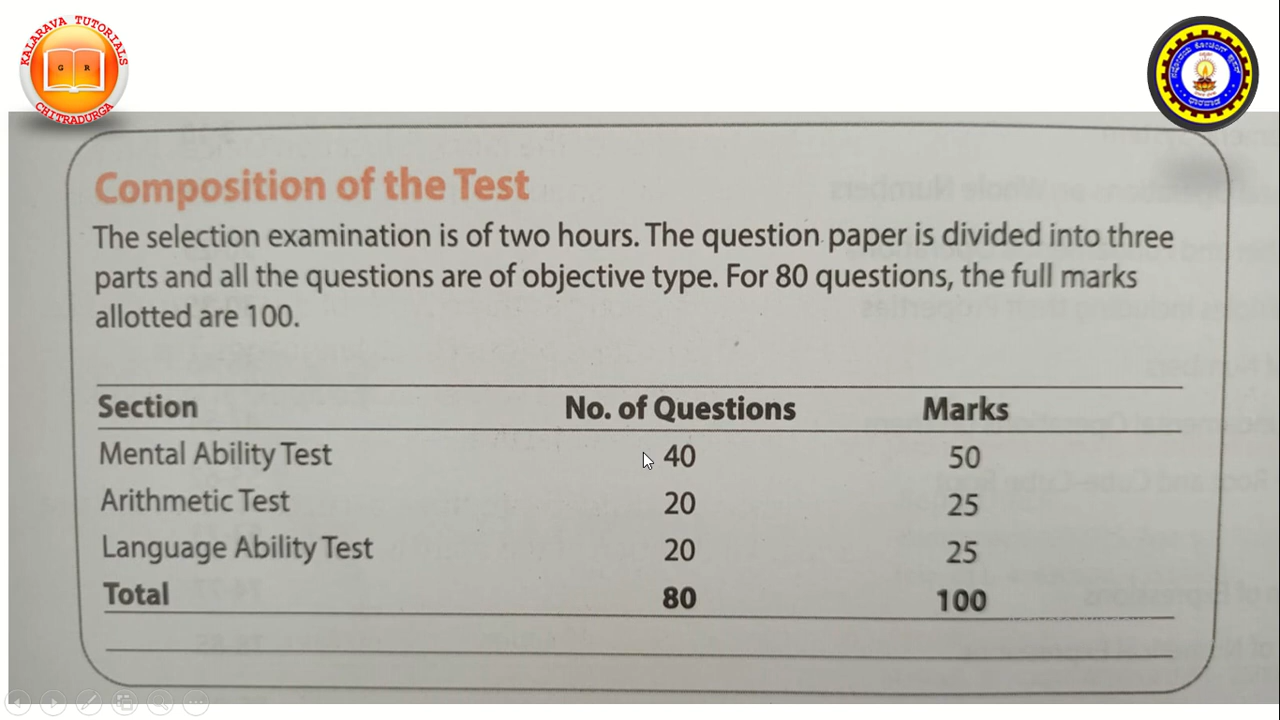 KALARAVA TUTORIALS
G R
CHITRADURGA
Composition of the Test
The selection examination is of two hours. The question paper is divided into three
parts and all the questions are of objective type. For 80 questions, the full marks
allotted are 100.
Section No. of Questions Marks
Mental Ability Test 40 50
Arithmetic Test 20 25
Language Ability Test 20 25
Total 80 100